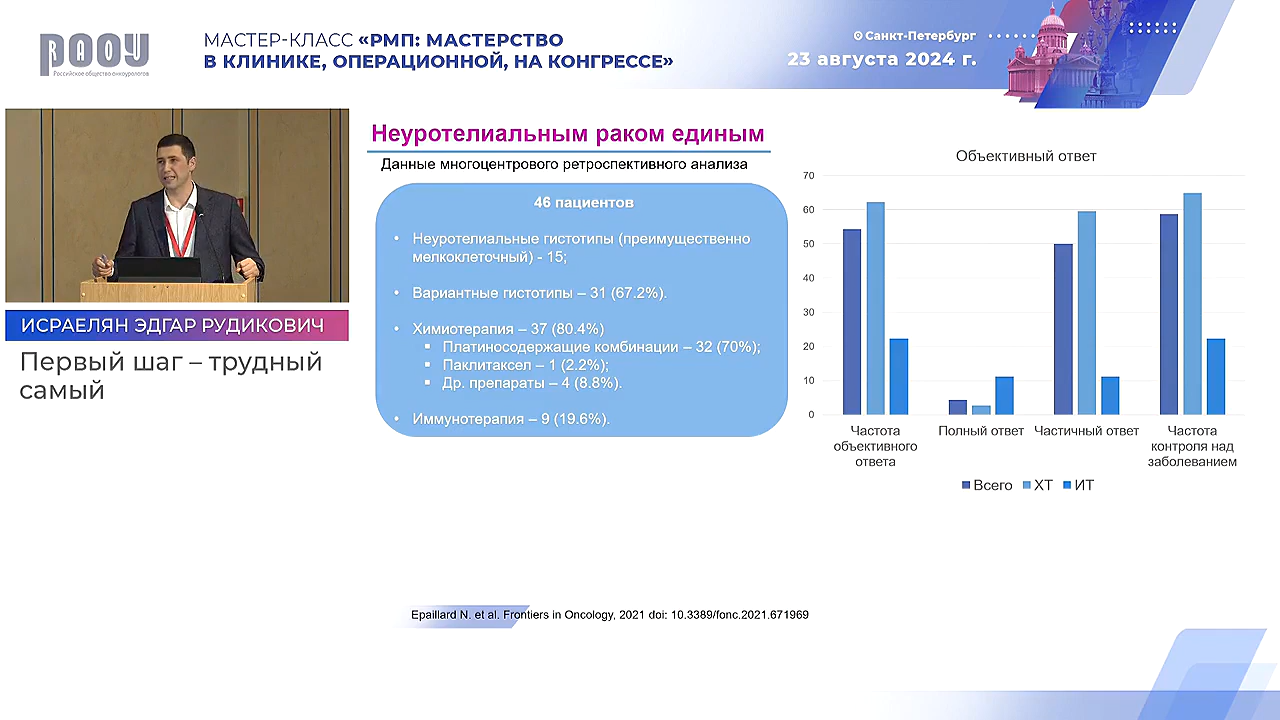 RAOU
Российское общество онкоурологов
МАСТЕР-КЛАСС «РМП: МАСТЕРСТВО
В КЛИНИКЕ, ОПЕРАЦИОННОЙ, НА КОНГРЕССЕ»
Санкт-Петербург
23 августа 2024 г.
ИСРАЕЛЯН ЭДГАР РУДИКОВИЧ
Первый шаг – трудный
самый
Неуротелиальным раком единым
Данные многоцентрового ретроспективного анализа
46 пациентов
• Неуротелиальные гистотипы (преимущественно
мелкоклеточный) - 15;
• Вариантные гистотипы – 31 (67.2%).
• Химиотерапия – 37 (80.4%)
▪ Платиносодержащие комбинации – 32 (70%);
▪ Паклитаксел – 1 (2.2%);
▪ Др. препараты – 4 (8.8%).
• Иммунотерапия – 9 (19.6%).
Объективный ответ
70
60
50
40
30
20
10
0
Частота
объективного
ответа
Полный ответ
Частичный ответ
Частота
контроля над
заболеванием
Всего ХТ ИТ
Epaillard N. et al. Frontiers in Oncology, 2021 doi: 10.3389/fonc.2021.671969